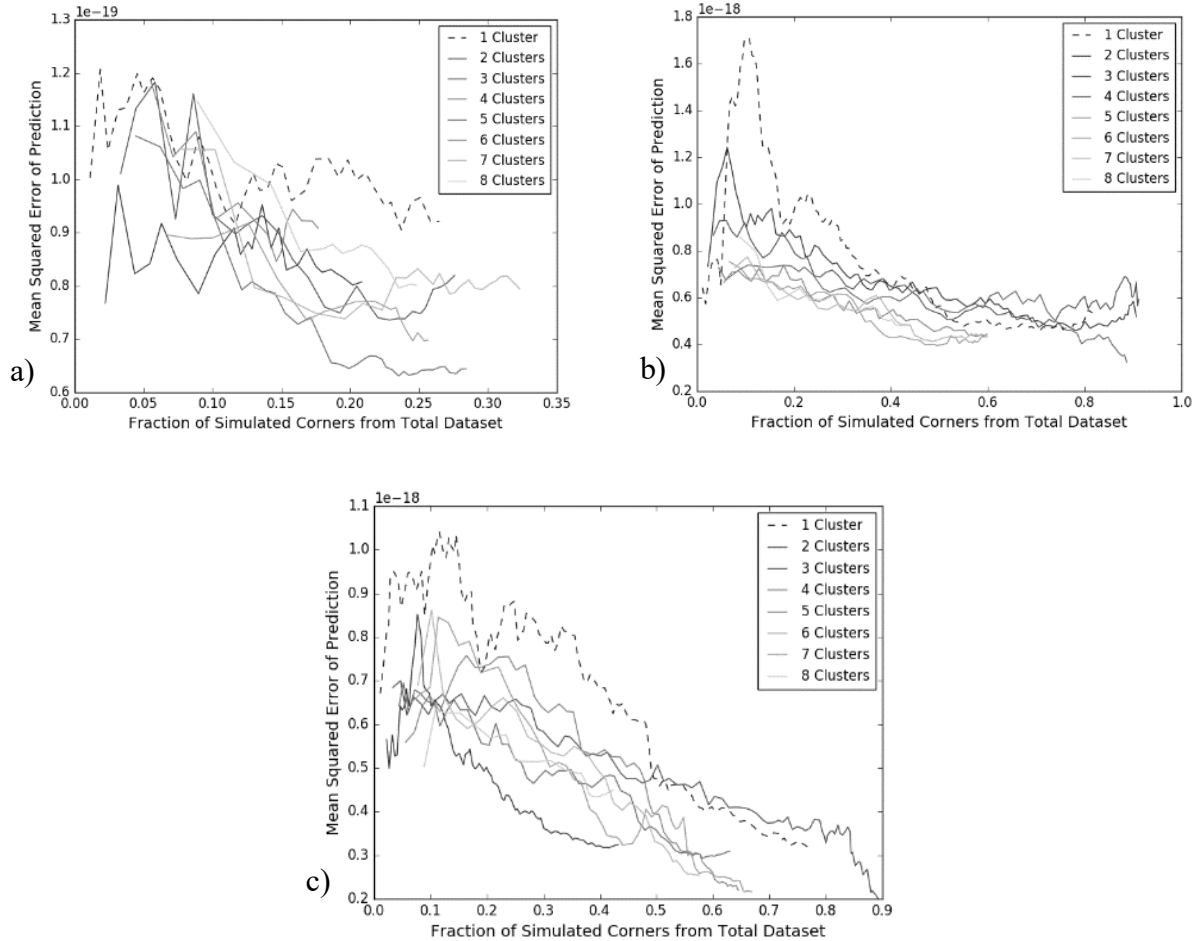 1e−19
1.3
1.2
1.1
1.0
0.9
0.8
0.7
0.6
0.00 0.05 0.10 0.15 0.20 0.25 0.30 0.35
Mean Squared Error of Prediction
Fraction of Simulated Corners from Total Dataset
1 Cluster
2 Clusters
3 Clusters
4 Clusters
5 Clusters
6 Clusters
7 Clusters
8 Clusters
a)
1e−18
1.8
1.6
1.4
1.2
1.0
0.8
0.6
0.4
0.2
0.0 0.2 0.4 0.6 0.8 1.0
Mean Squared Error of Prediction
Fraction of Simulated Corners from Total Dataset
1 Cluster
2 Clusters
3 Clusters
4 Clusters
5 Clusters
6 Clusters
7 Clusters
8 Clusters
b)
1e−18
1.1
1.0
0.9
0.8
0.7
0.6
0.5
0.4
0.3
0.2
0.0 0.1 0.2 0.3 0.4 0.5 0.6 0.7 0.8 0.9
Mean Squared Error of Prediction
Fraction of Simulated Corners from Total Dataset
1 Cluster
2 Clusters
3 Clusters
4 Clusters
5 Clusters
6 Clusters
7 Clusters
8 Clusters
c)